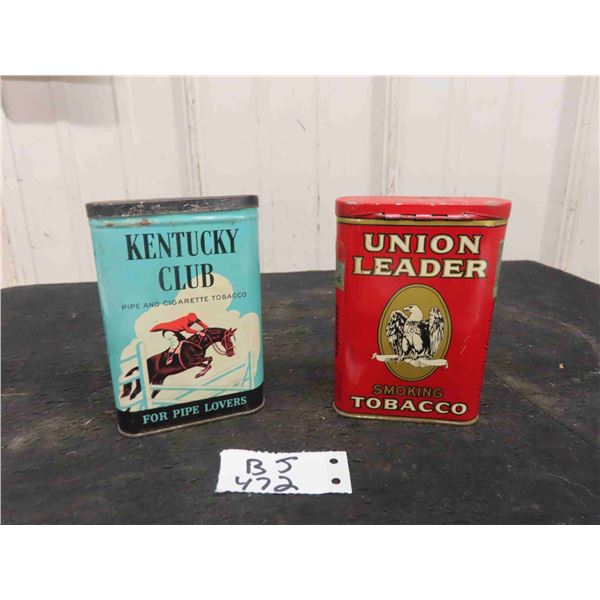 KENTUCKY
CLUB
PIPE AND CIGARETTE TOBACCO
FOR PIPE LOVERS
UNION
LEADER
SMOKING
TOBACCO
BJ
472